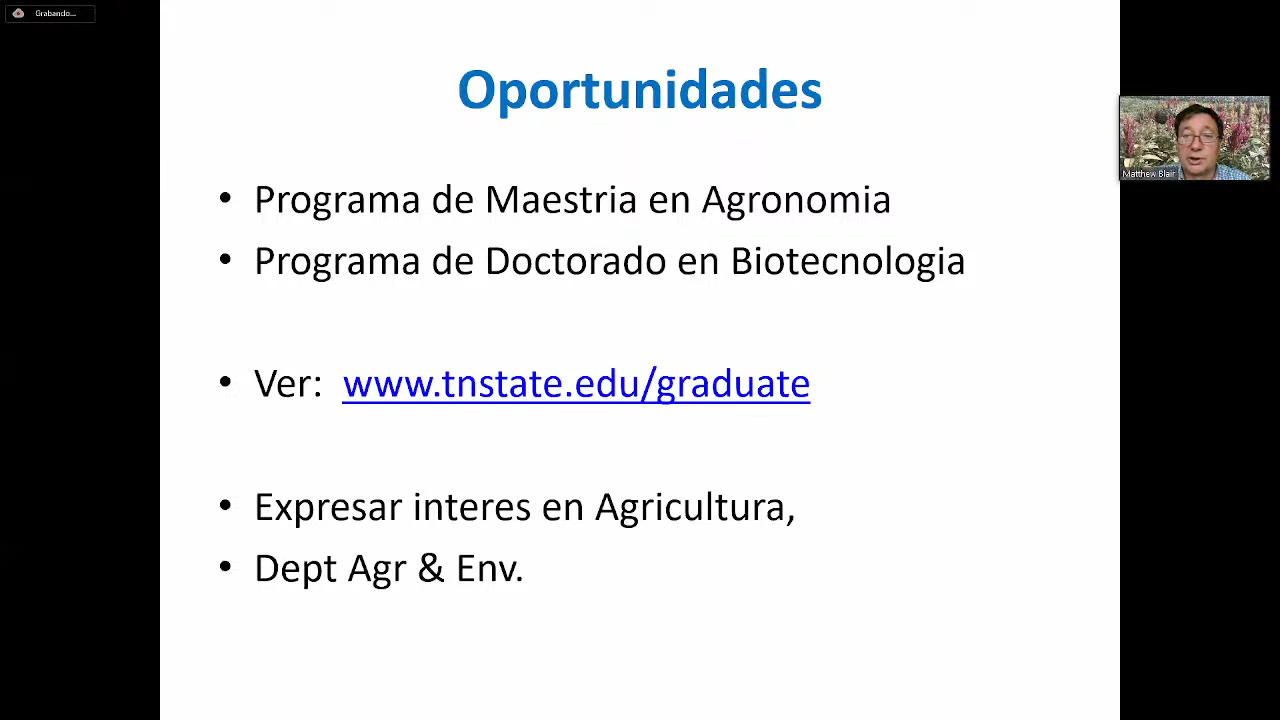 Grabando...
Oportunidades
• Programa de Maestria en Agronomia
• Programa de Doctorado en Biotecnologia
• Ver: www.tnstate.edu/graduate
• Expresar interes en Agricultura,
• Dept Agr & Env.
Matthew Blair